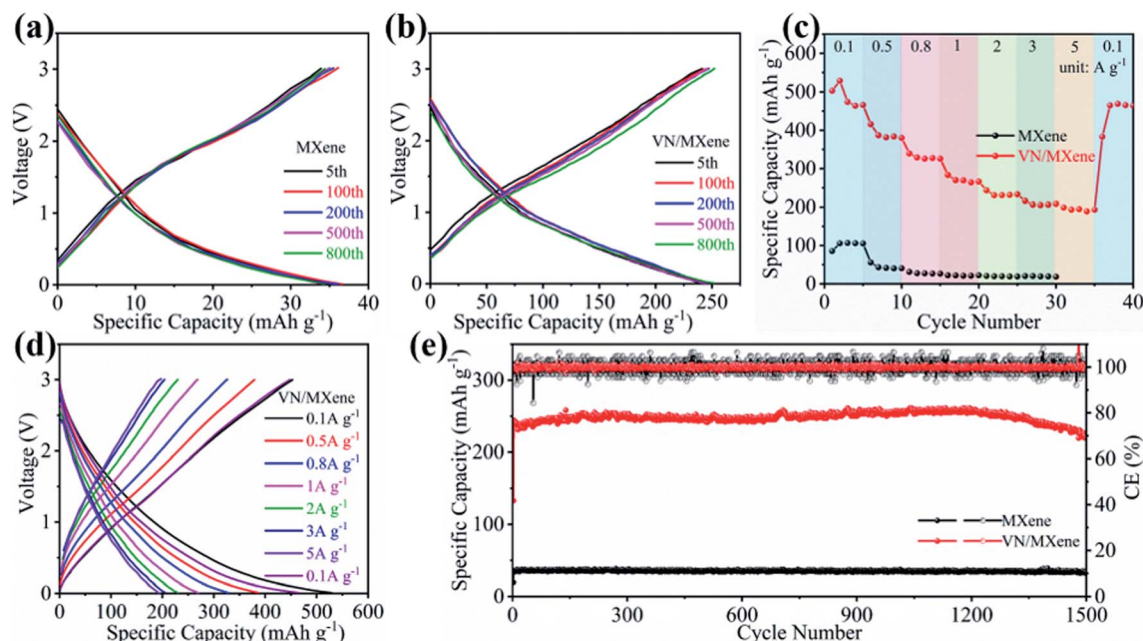 (a)
3
2
1
0
Voltage (V)
MXene
5th
100th
200th
500th
800th
0 10 20 30 40
Specific Capacity (mAh g-1)
(b)
3
2
1
0
Voltage (V)
VN/MXene
5th
100th
200th
500th
800th
0 50 100 150 200 250
Specific Capacity (mAh g-1)
(c)
600
500
400
300
200
100
0
Specific Capacity (mAh g-1)
0.1 0.5 0.8 1 2 3 5 0.1
unit: A g-1
MXene
VN/MXene
0 10 20 30 40
Cycle Number
(d)
4
3
2
1
0
Voltage (V)
VN/MXene
0.1A g-1
0.5A g-1
0.8A g-1
1A g-1
2A g-1
3A g-1
5A g-1
0.1A g-1
0 100 200 300 400 500 600
Specific Capacity (mAh g-1)
(e)
300
200
100
0
Specific Capacity (mAh g-1)
MXene
VN/MXene
100
80
60
40
20
0
CE (%)
0 300 600 900 1200 1500
Cycle Number